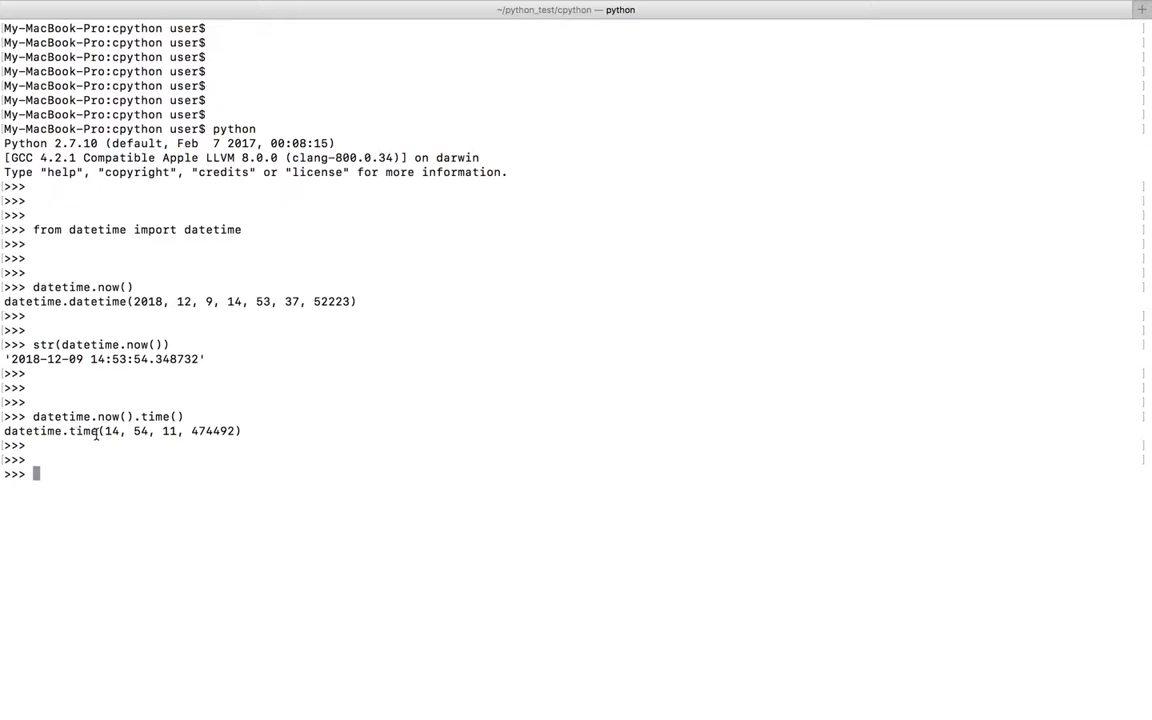 ~/python_test/cpython — python
My-MacBook-Pro:cpython user$
My-MacBook-Pro:cpython user$
My-MacBook-Pro:cpython user$
My-MacBook-Pro:cpython user$
My-MacBook-Pro:cpython user$
My-MacBook-Pro:cpython user$
My-MacBook-Pro:cpython user$
My-MacBook-Pro:cpython user$ python
Python 2.7.10 (default, Feb  7 2017, 00:08:15)
[GCC 4.2.1 Compatible Apple LLVM 8.0.0 (clang-800.0.34)] on darwin
Type "help", "copyright", "credits" or "license" for more information.
>>>
>>>
>>>
>>> from datetime import datetime
>>>
>>>
>>>
>>> datetime.now()
datetime.datetime(2018, 12, 9, 14, 53, 37, 52223)
>>>
>>>
>>> str(datetime.now())
'2018-12-09 14:53:54.348732'
>>>
>>>
>>>
>>> datetime.now().time()
datetime.time(14, 54, 11, 474492)
>>>
>>>
>>>